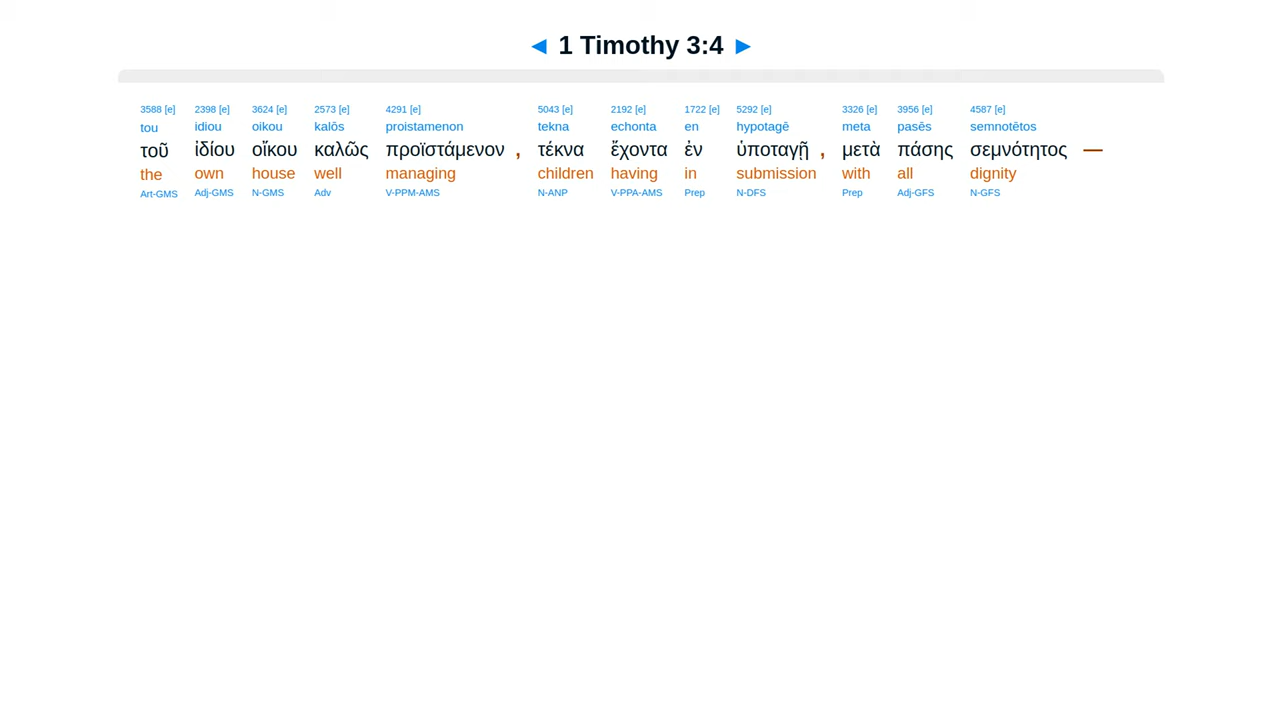 ◄ 1 Timothy 3:4 ►
3588 [e] 2398 [e] 3624 [e] 2573 [e] 4291 [e] 5043 [e] 2192 [e] 1722 [e] 5292 [e] 3326 [e] 3956 [e] 4587 [e]
tou idiou oikou kalōs proistamenon tekna echonta en hypotagē meta pasēs semnotētos
τοῦ ἰδίου οἴκου καλῶς προϊστάμενον , τέκνα ἔχοντα ἐν ὑποταγῇ , μετὰ πάσης σεμνότητος —
the own house well managing children having in submission with all dignity
Art-GMS Adj-GMS N-GMS Adv V-PPM-AMS N-ANP V-PPA-AMS Prep N-DFS Prep Adj-GFS N-GFS